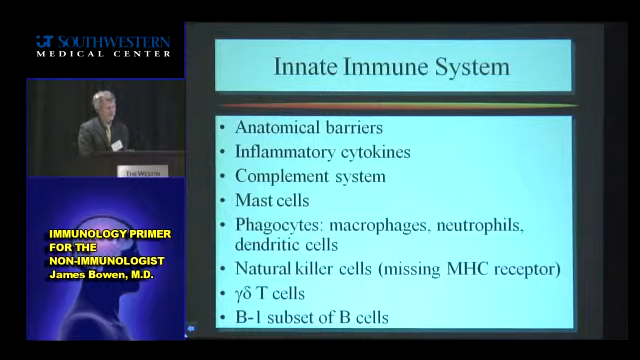 UT SOUTHWESTERN
MEDICAL CENTER
THE WESTIN
IMMUNOLOGY PRIMER
FOR THE
NON-IMMUNOLOGIST
James Bowen, M.D.
Innate Immune System
• Anatomical barriers
• Inflammatory cytokines
• Complement system
• Mast cells
• Phagocytes: macrophages, neutrophils,
dendritic cells
• Natural killer cells (missing MHC receptor)
• γδ T cells
• B-1 subset of B cells